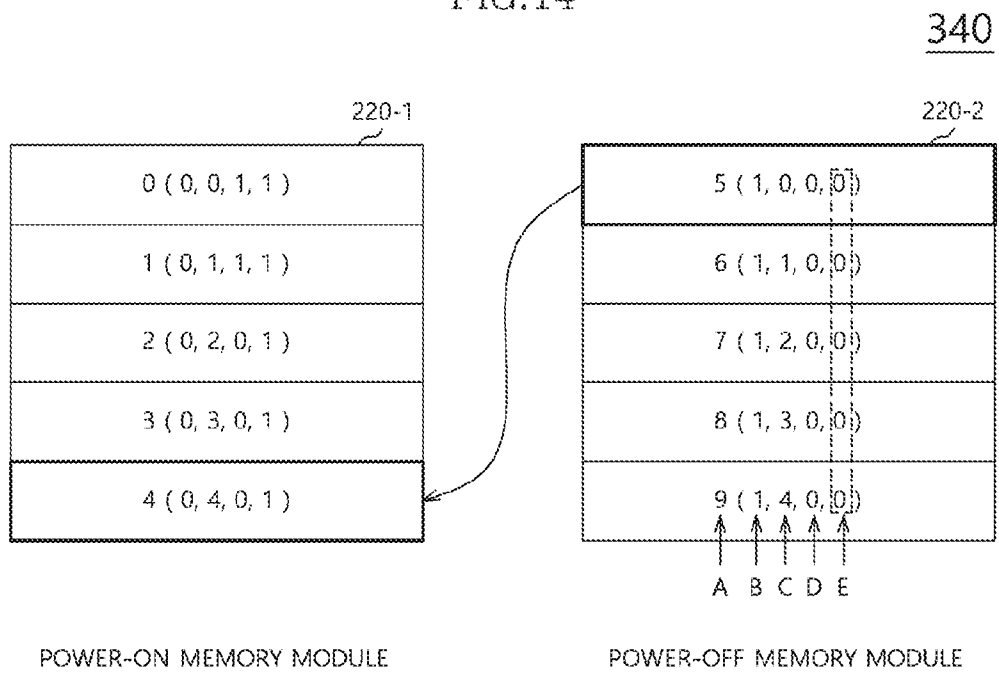 FIG.14
340
220-1
220-2
0 ( 0, 0, 1, 1 )
1 ( 0, 1, 1, 1 )
2 ( 0, 2, 0, 1 )
3 ( 0, 3, 0, 1 )
4 ( 0, 4, 0, 1 )
5 ( 1, 0, 0, 0 )
6 ( 1, 1, 0, 0 )
7 ( 1, 2, 0, 0 )
8 ( 1, 3, 0, 0 )
9 ( 1, 4, 0, 0 )
A B C D E
POWER-ON MEMORY MODULE
POWER-OFF MEMORY MODULE